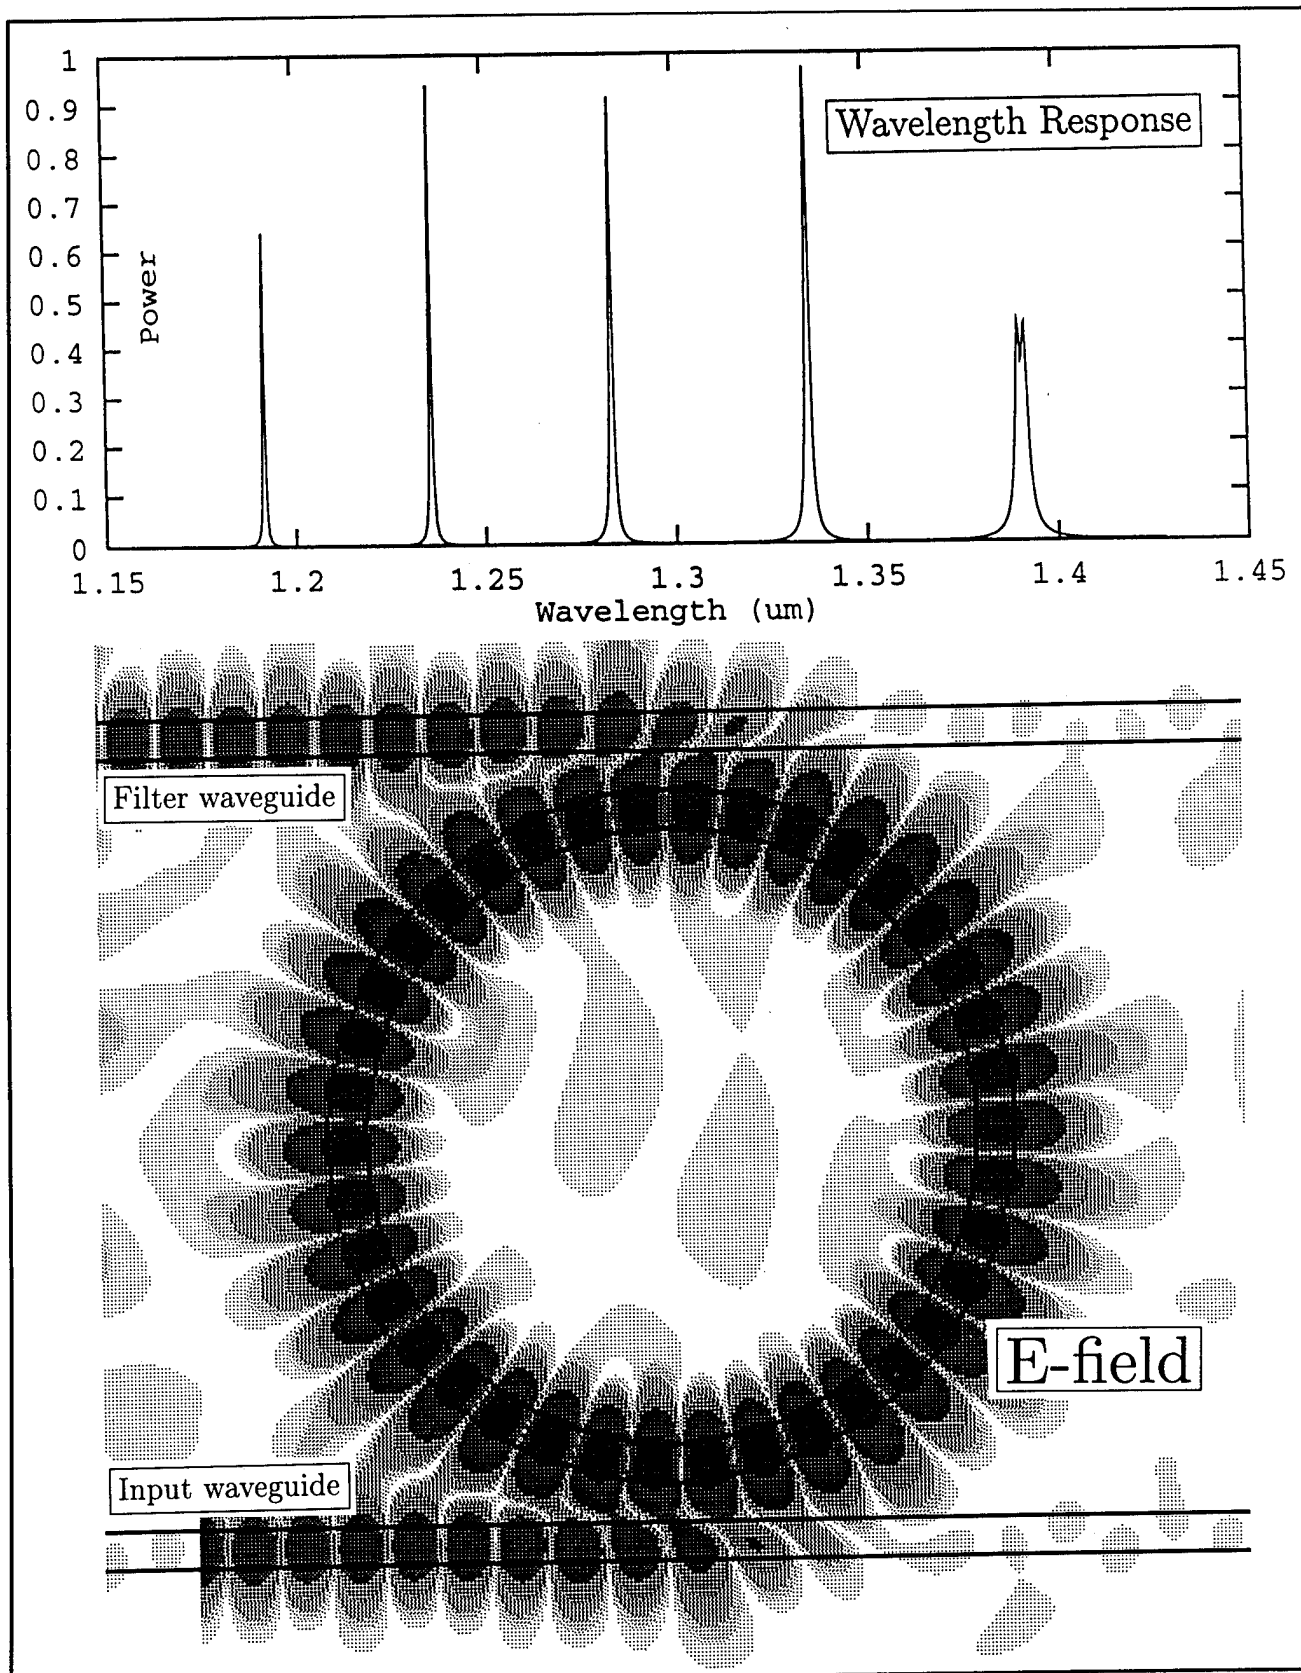 1
0.9
0.8
0.7
0.6
0.5
0.4
0.3
0.2
0.1
0
Power
Wavelength Response
1.15 1.2 1.25 1.3 1.35 1.4 1.45
Wavelength (um)
Filter waveguide
E-field
Input waveguide